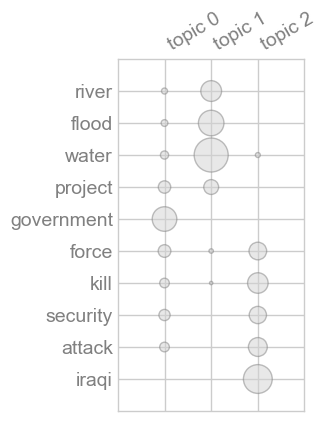 topic 0
topic 1
topic 2
river
flood
water
project
government
force
kill
security
attack
iraqi